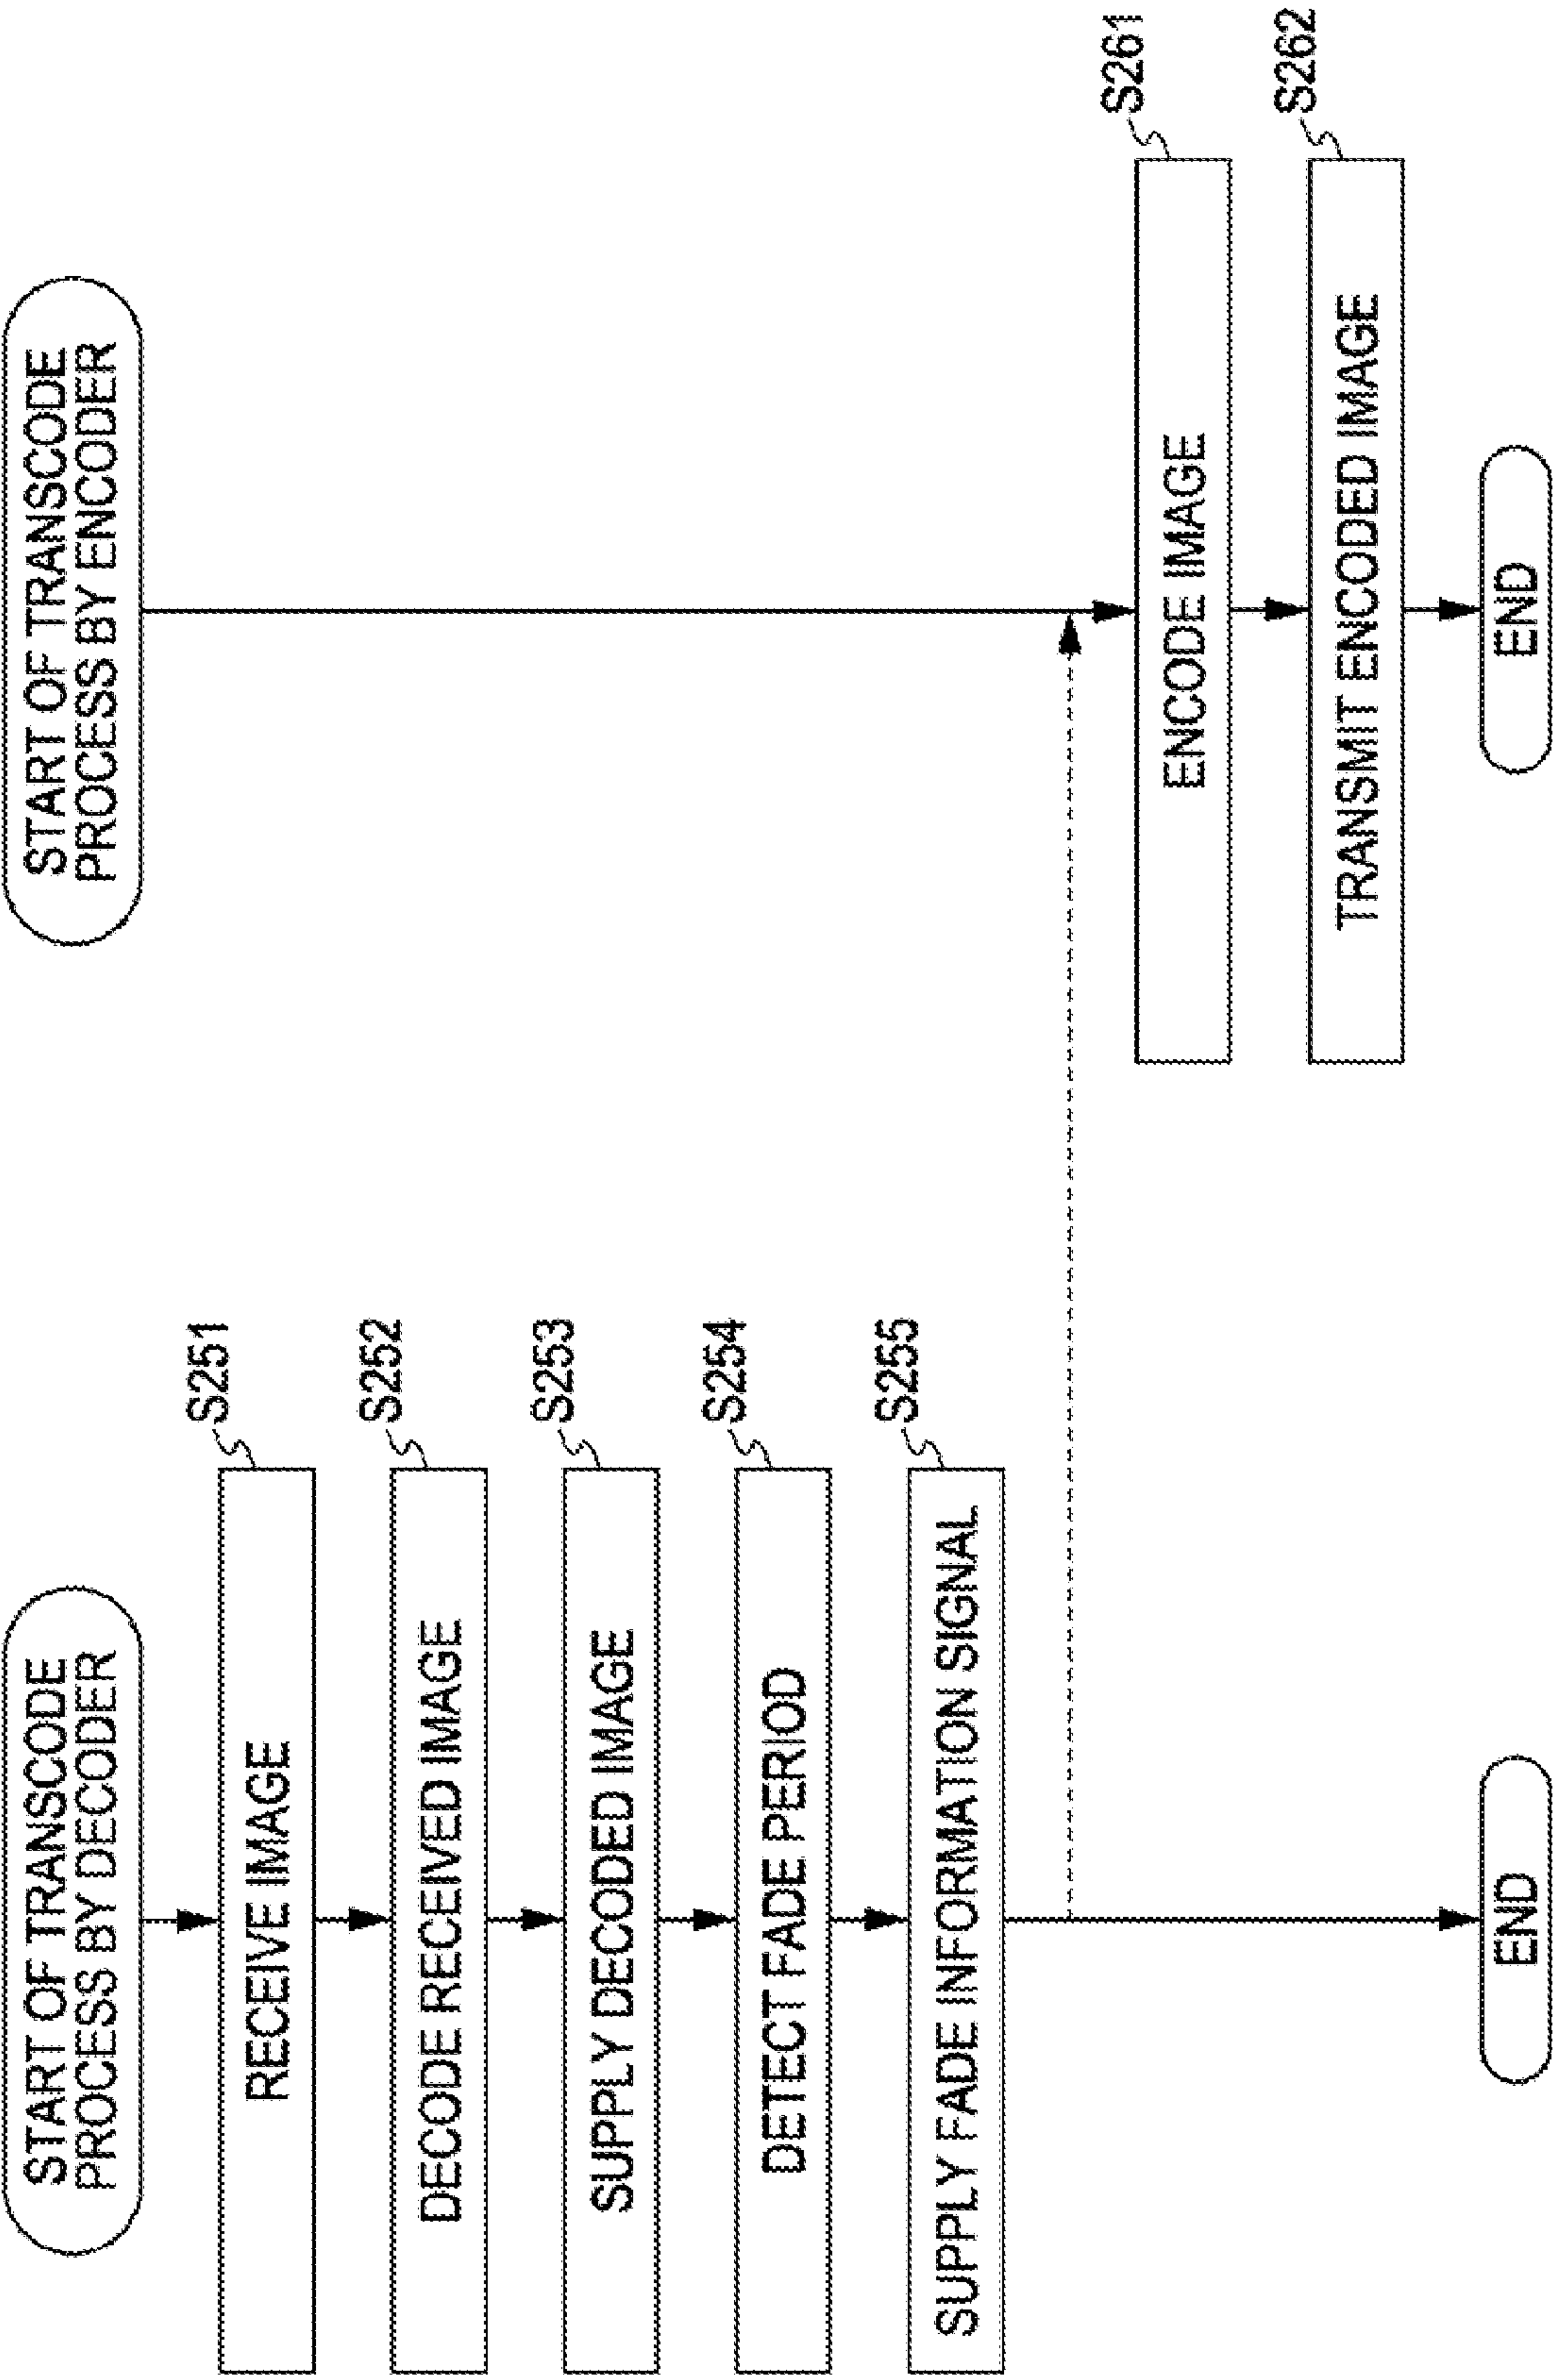 START OF TRANSCODE
PROCESS BY DECODER
S251
RECEIVE IMAGE
S252
DECODE RECEIVED IMAGE
S253
SUPPLY DECODED IMAGE
S254
DETECT FADE PERIOD
S255
SUPPLY FADE INFORMATION SIGNAL
END
START OF TRANSCODE
PROCESS BY ENCODER
S261
ENCODE IMAGE
S262
TRANSMIT ENCODED IMAGE
END